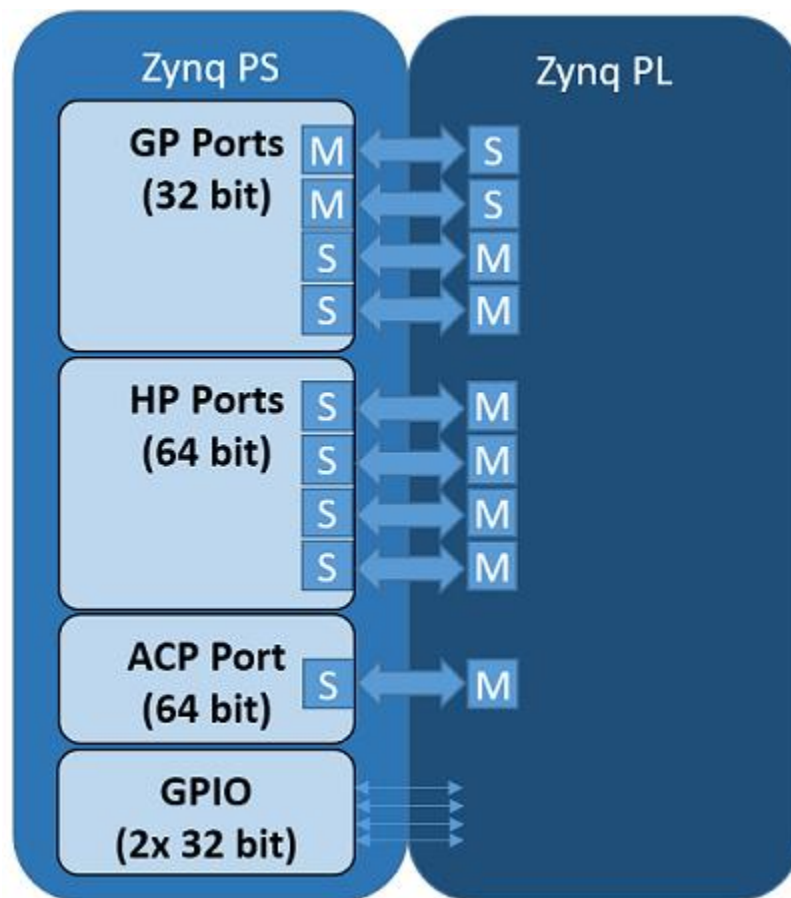 Zynq PS
Zynq PL
GP Ports
(32 bit)
M
S
M
S
S
M
S
M
HP Ports
(64 bit)
S
M
S
M
S
M
S
M
ACP Port
(64 bit)
S
M
GPIO
(2x 32 bit)